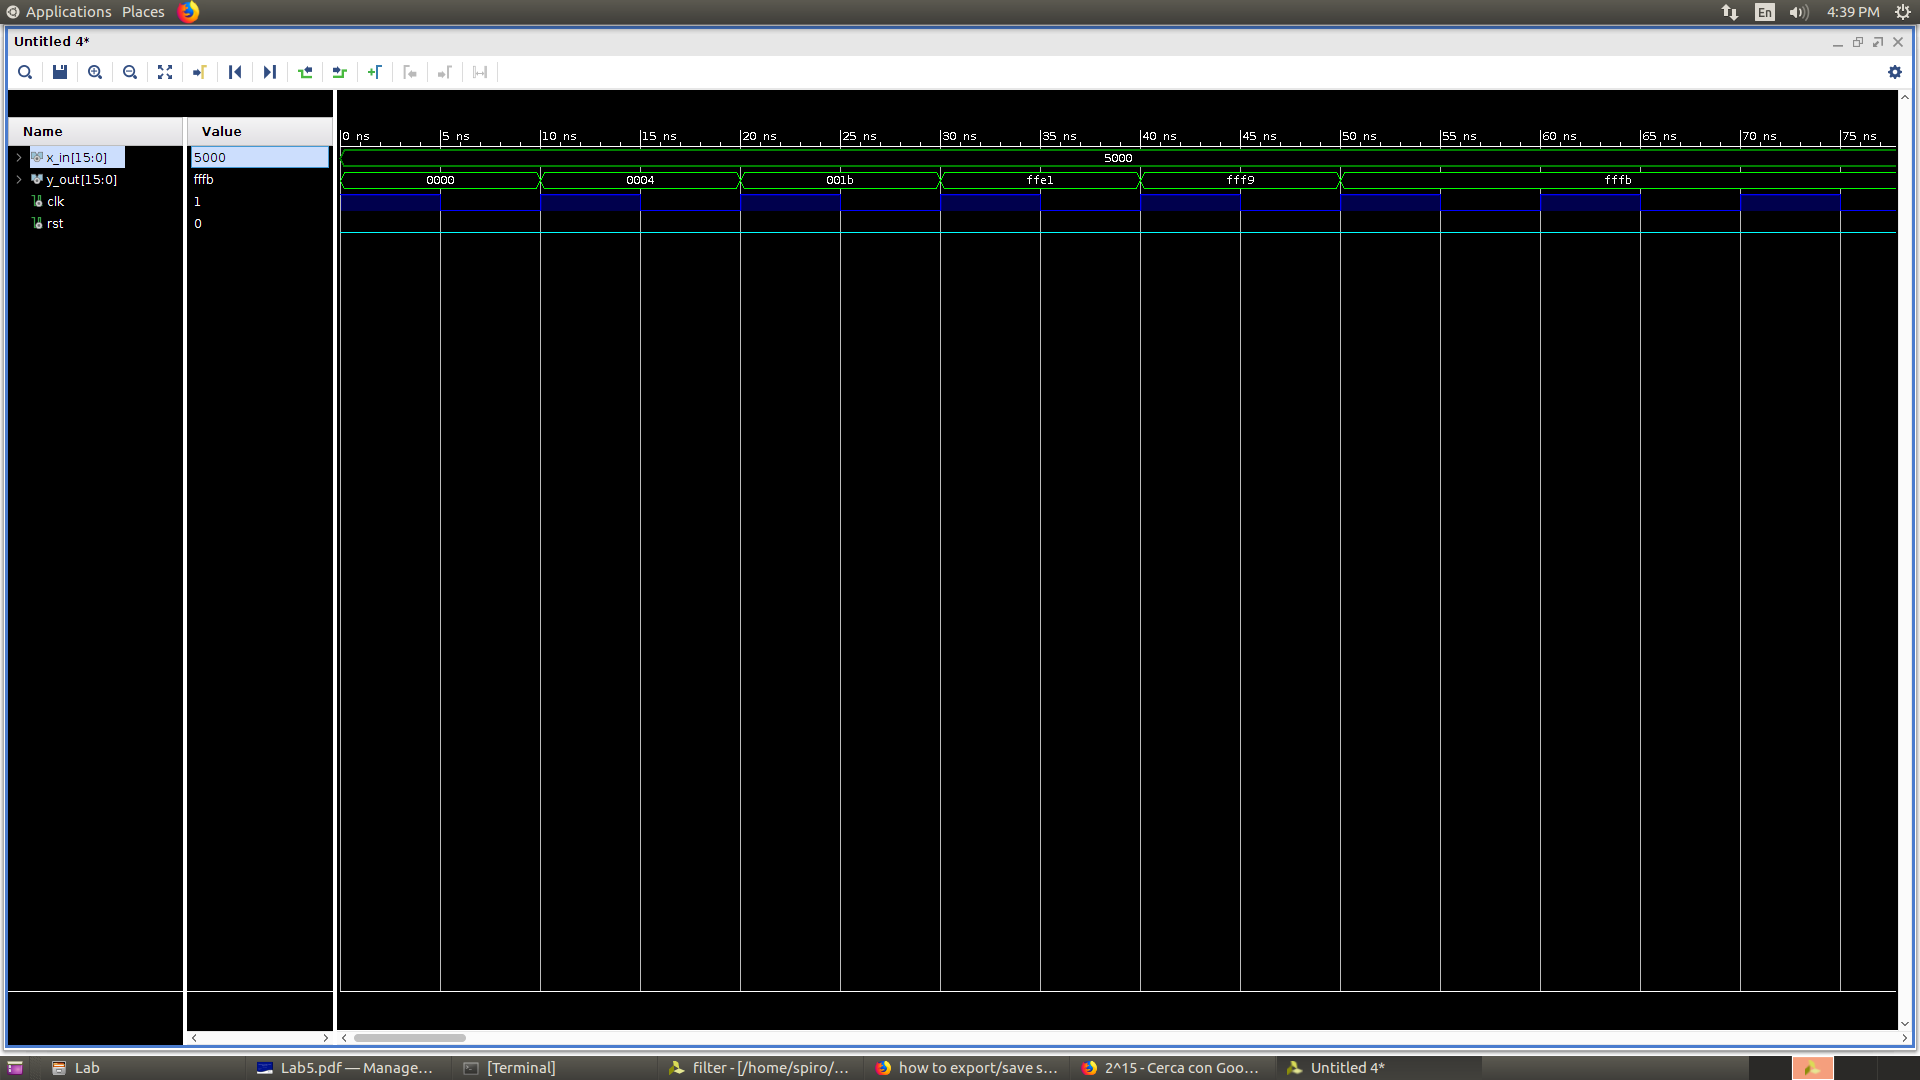 Applications Places En 4:39 PM
Untitled 4*
Name Value
0 ns 5 ns 10 ns 15 ns 20 ns 25 ns 30 ns 35 ns 40 ns 45 ns 50 ns 55 ns 60 ns 65 ns 70 ns 75 ns
x_in[15:0] 5000 5000
y_out[15:0] fffb 0000 0004 001b ffe1 fff9 fffb
clk 1
rst 0
Lab Lab5.pdf — Manage... [Terminal] filter - [/home/spiro/... how to export/save s... 2^15 - Cerca con Goo... Untitled 4*